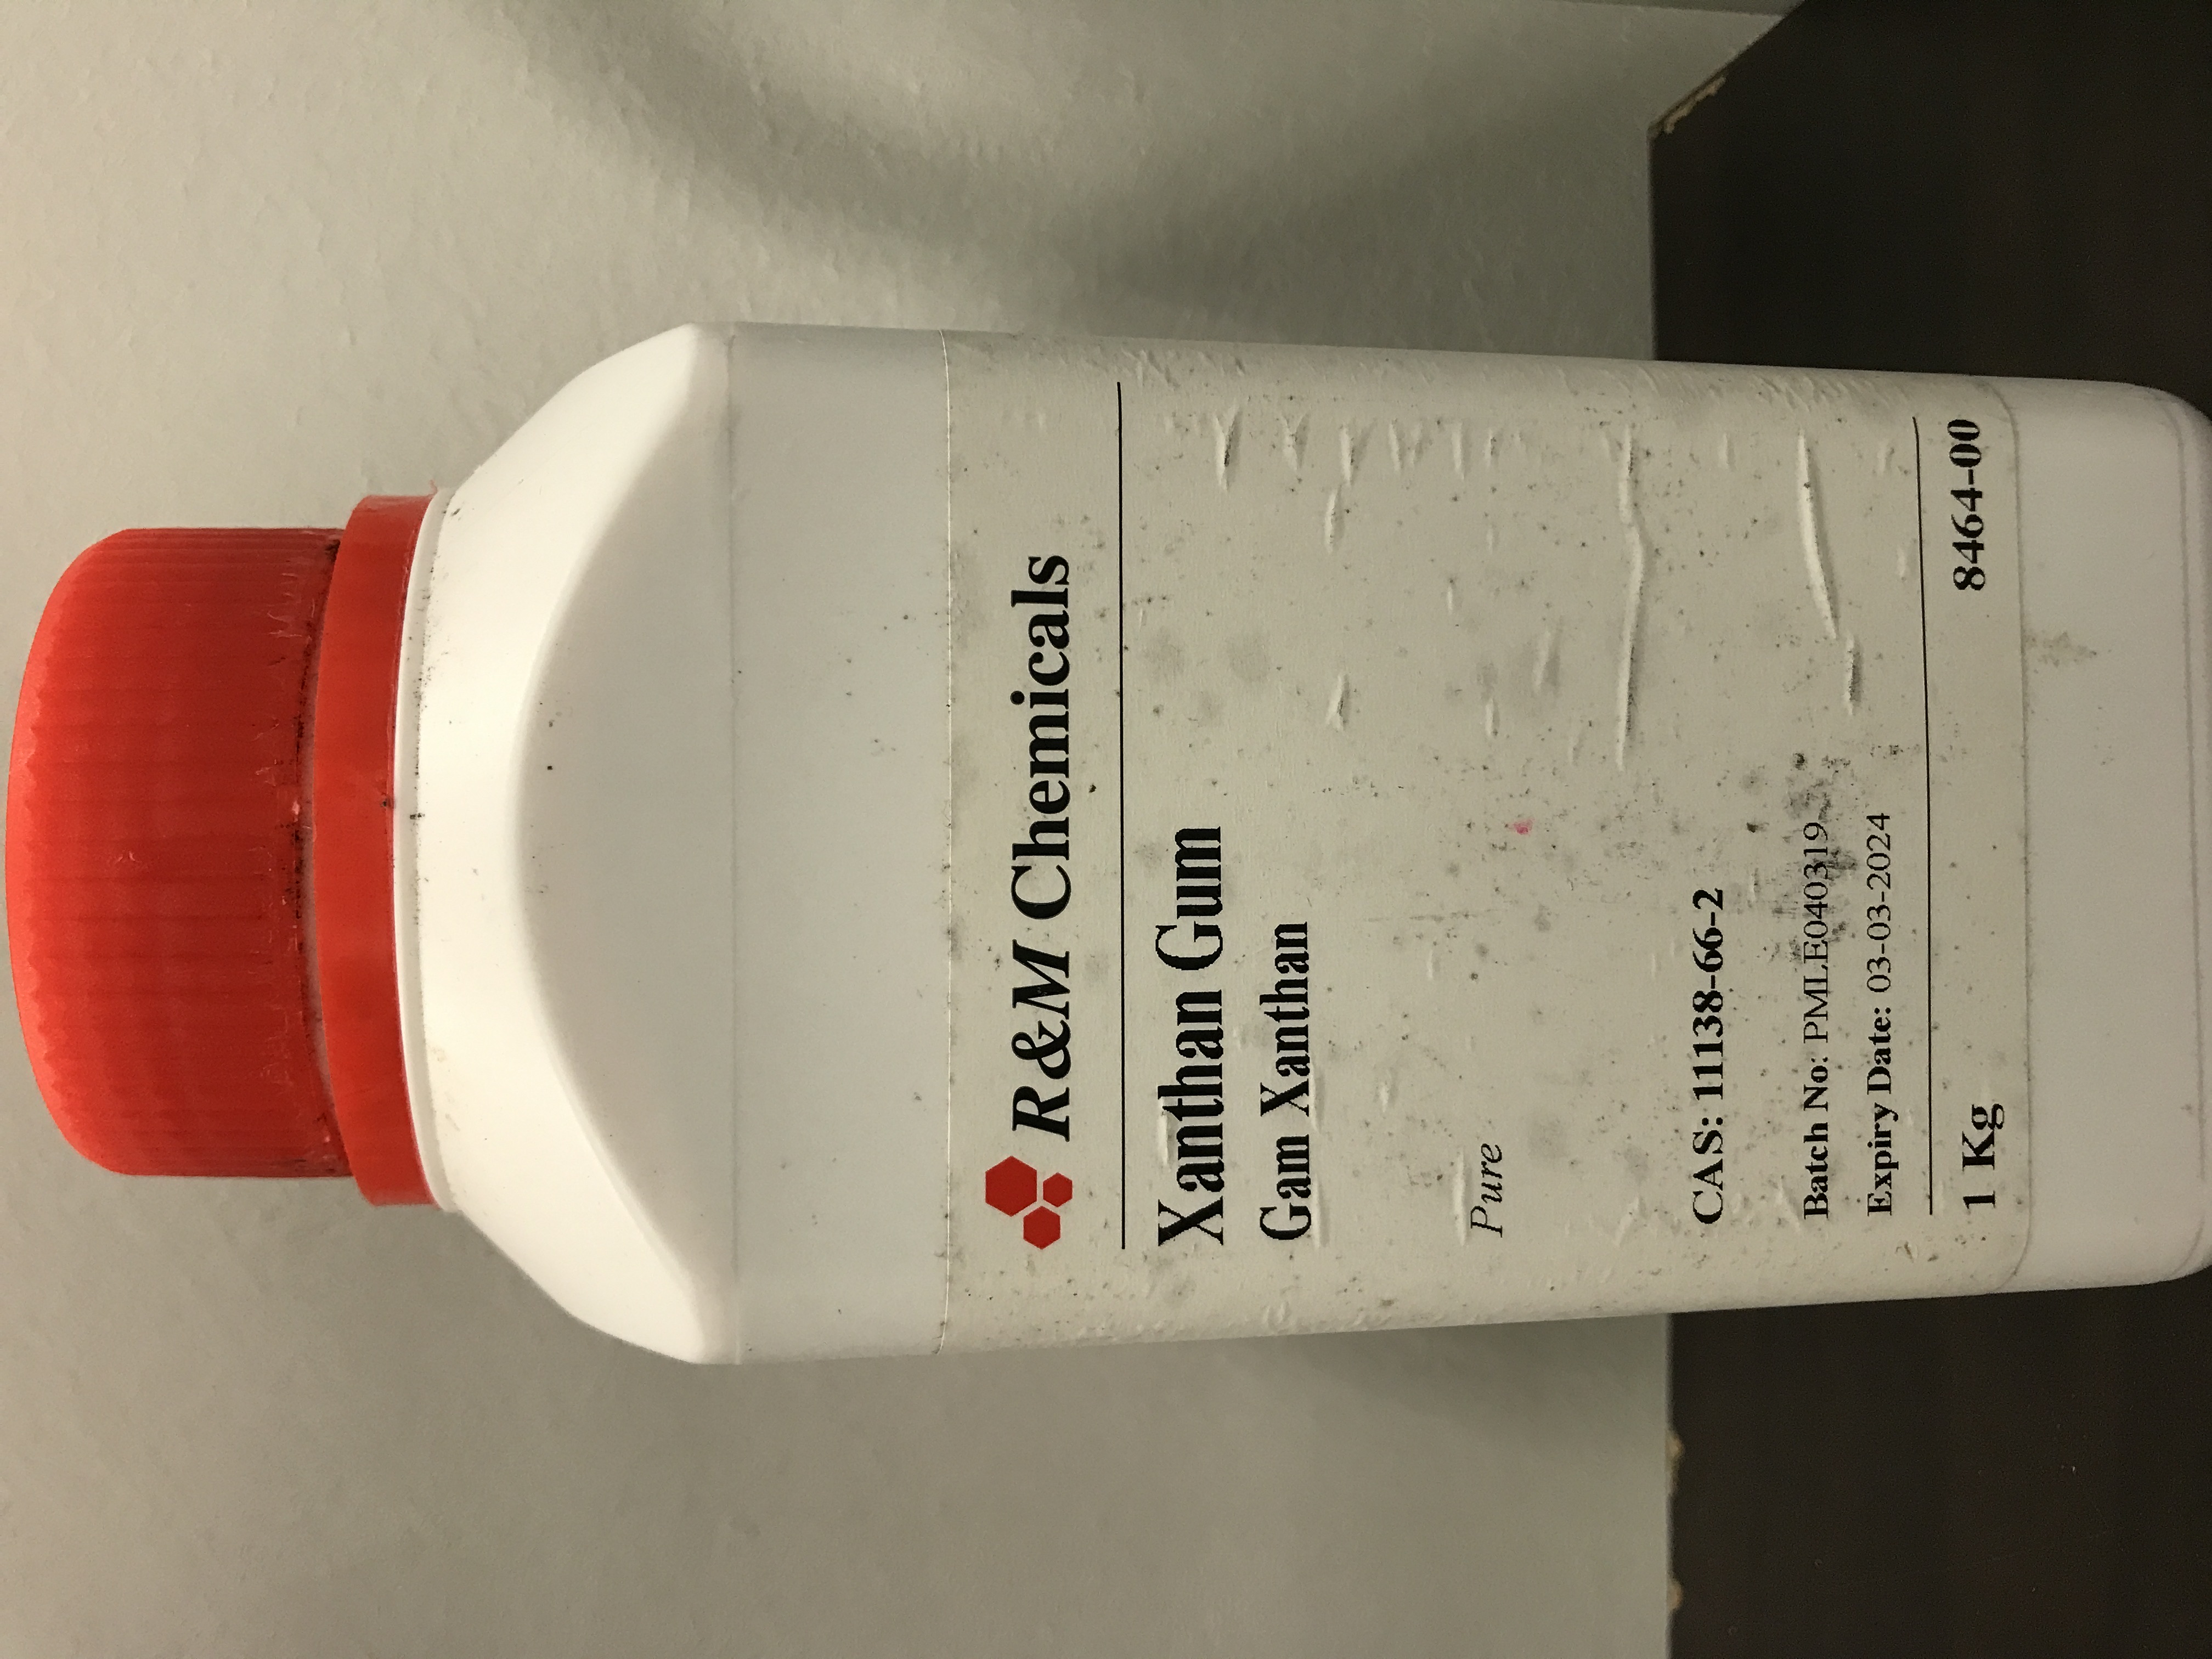 R&M Chemicals
Xanthan Gum
Gam Xanthan
Pure
CAS: 11138-66-2
Batch No: PMLE040319
Expiry Date: 03-03-2024
1 Kg 8464-00